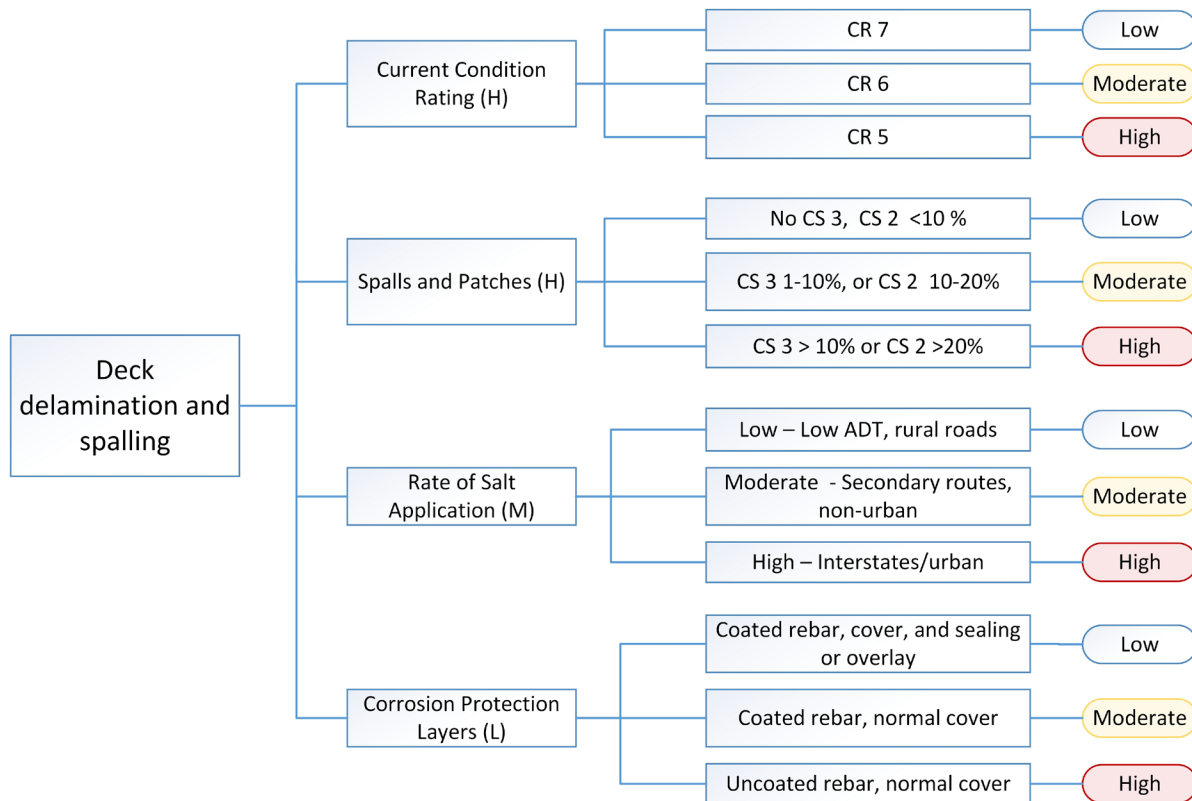 Deck
delamination and
spalling
Current Condition
Rating (H)
CR 7
Low
CR 6
Moderate
CR 5
High
Spalls and Patches (H)
No CS 3,  CS 2  <10 %
Low
CS 3 1-10%, or CS 2  10-20%
Moderate
CS 3 > 10% or CS 2 >20%
High
Rate of Salt
Application (M)
Low – Low ADT, rural roads
Low
Moderate  - Secondary routes,
non-urban
Moderate
High – Interstates/urban
High
Corrosion Protection
Layers (L)
Coated rebar, cover, and sealing
or overlay
Low
Coated rebar, normal cover
Moderate
Uncoated rebar, normal cover
High